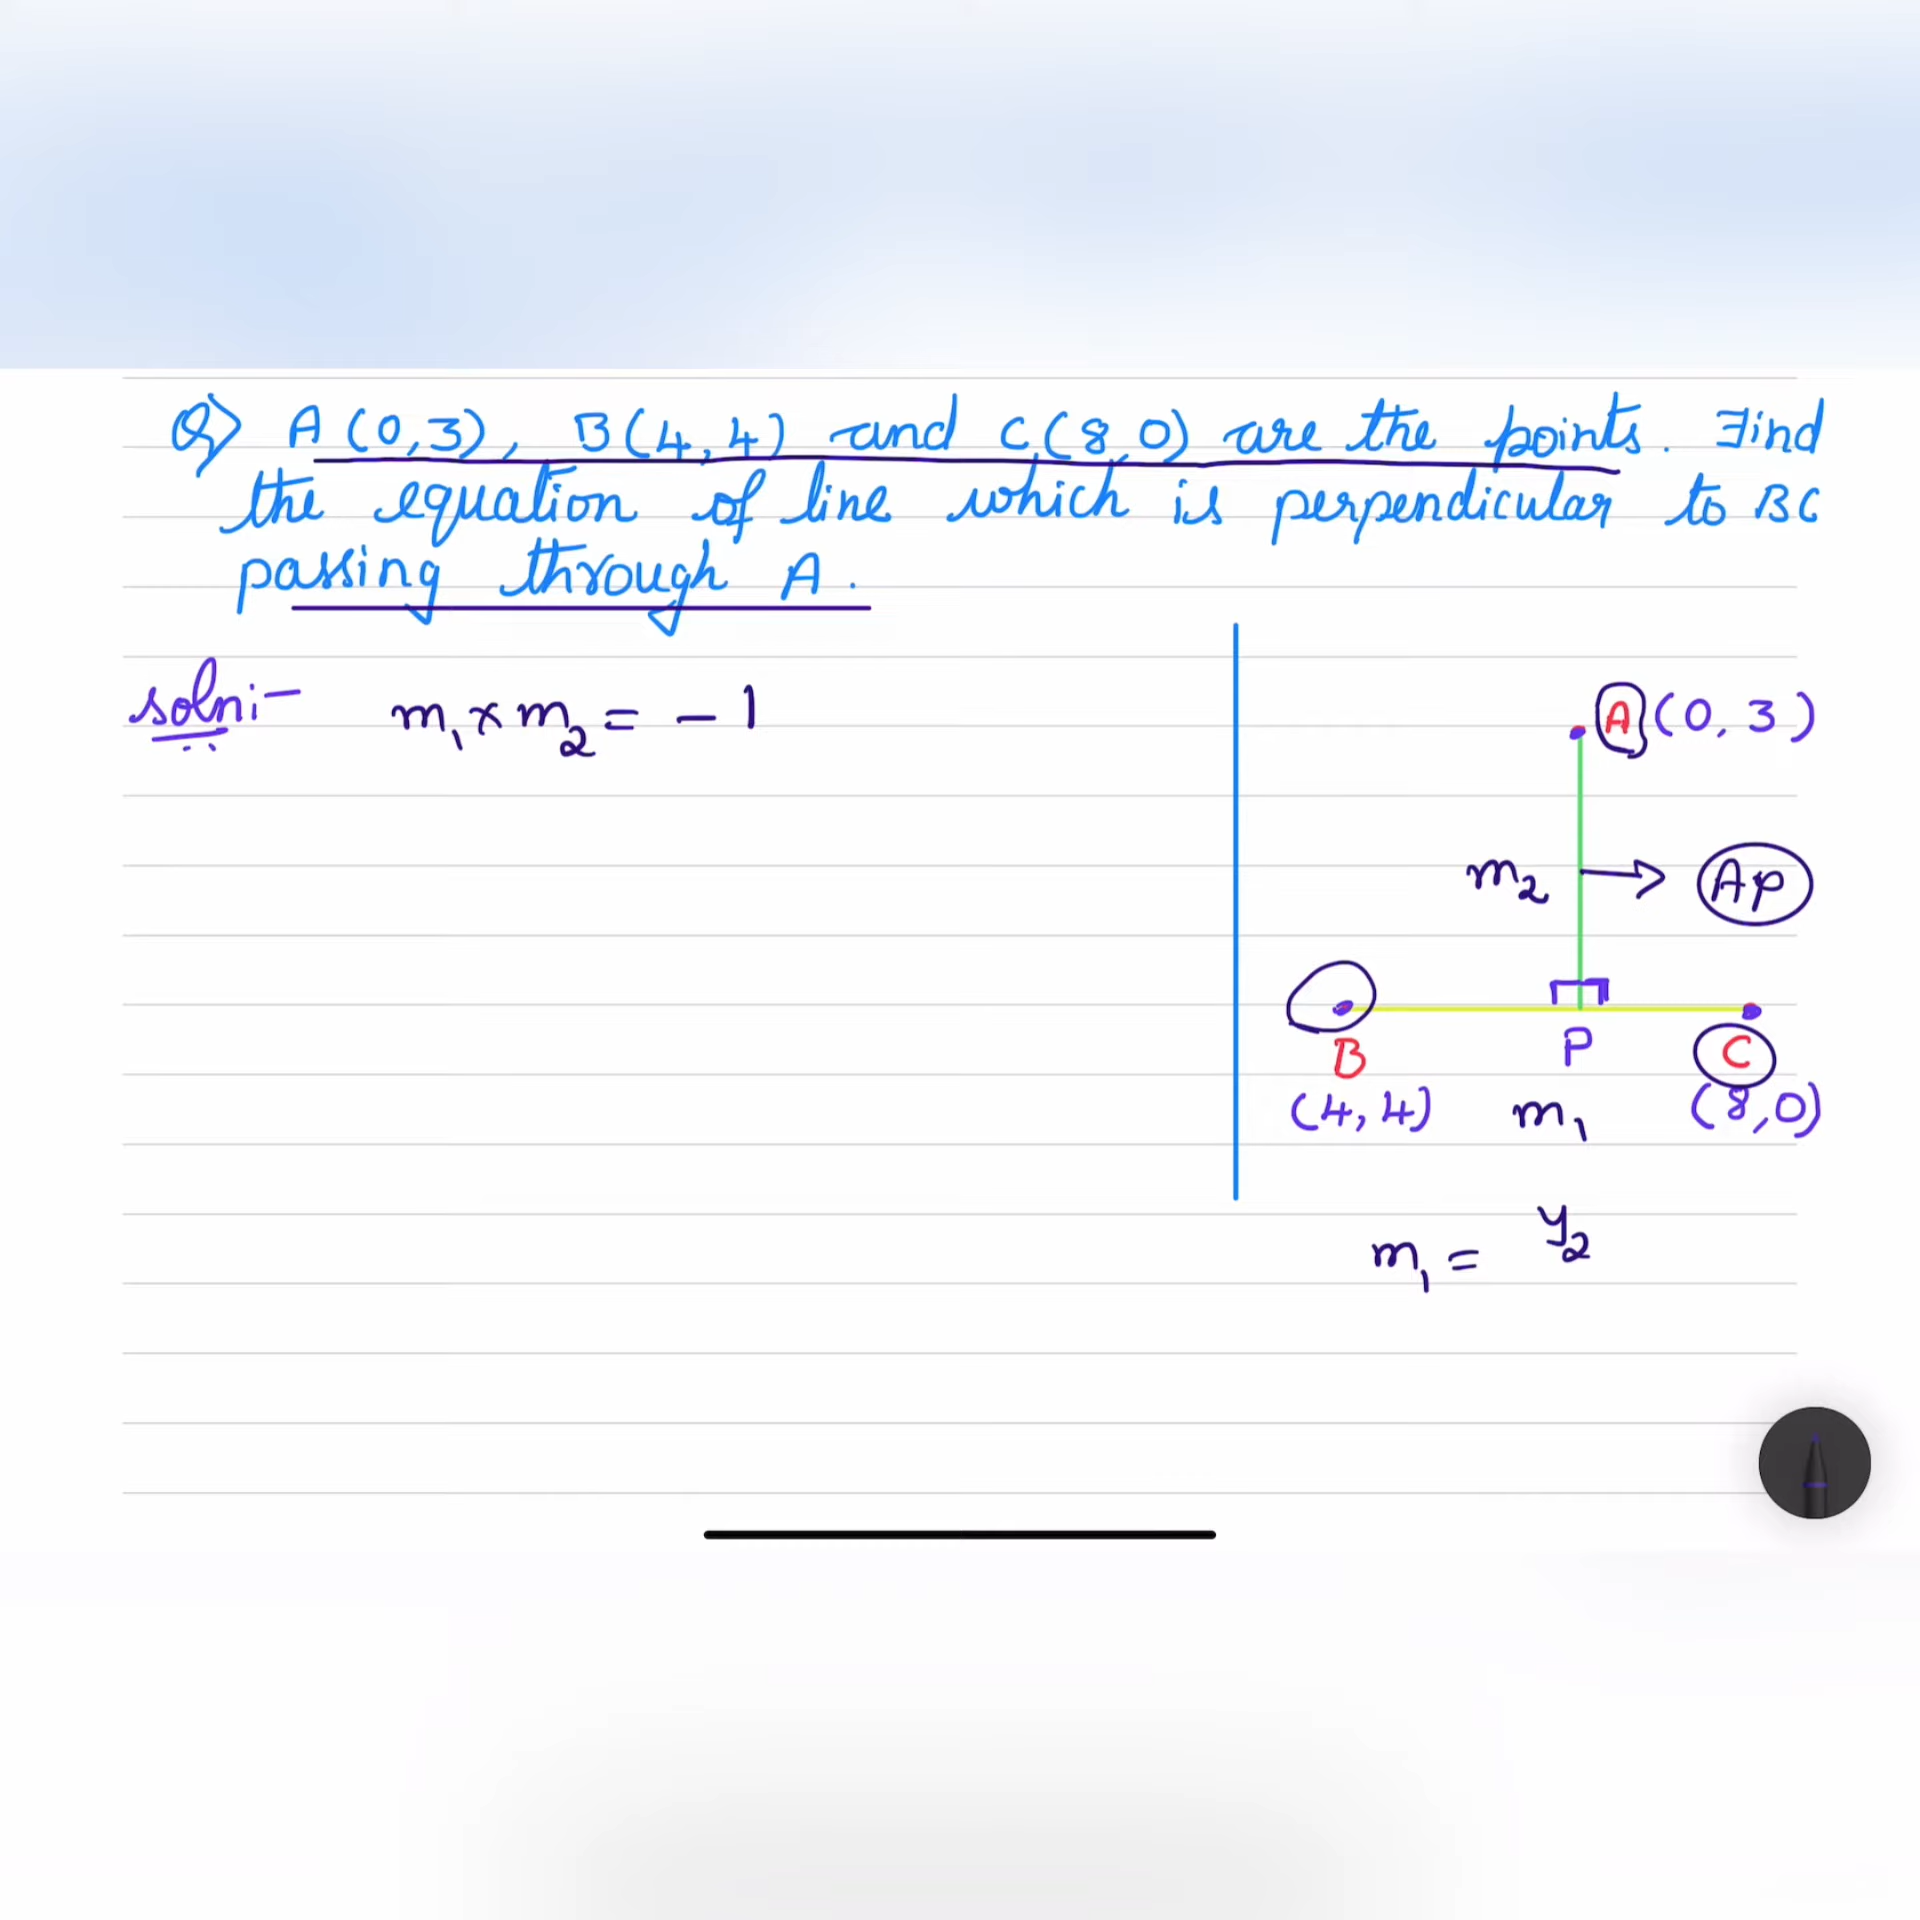 Q) A(0,3), B(4,4) and C(8,0) are the points. Find
the equation of line which is perpendicular to BC
passing through A.
soln:- m₁ × m₂ = - 1
A (0, 3)
m₂ → AP
B P C
(4,4) m₁ (8,0)
m₁ = y₂